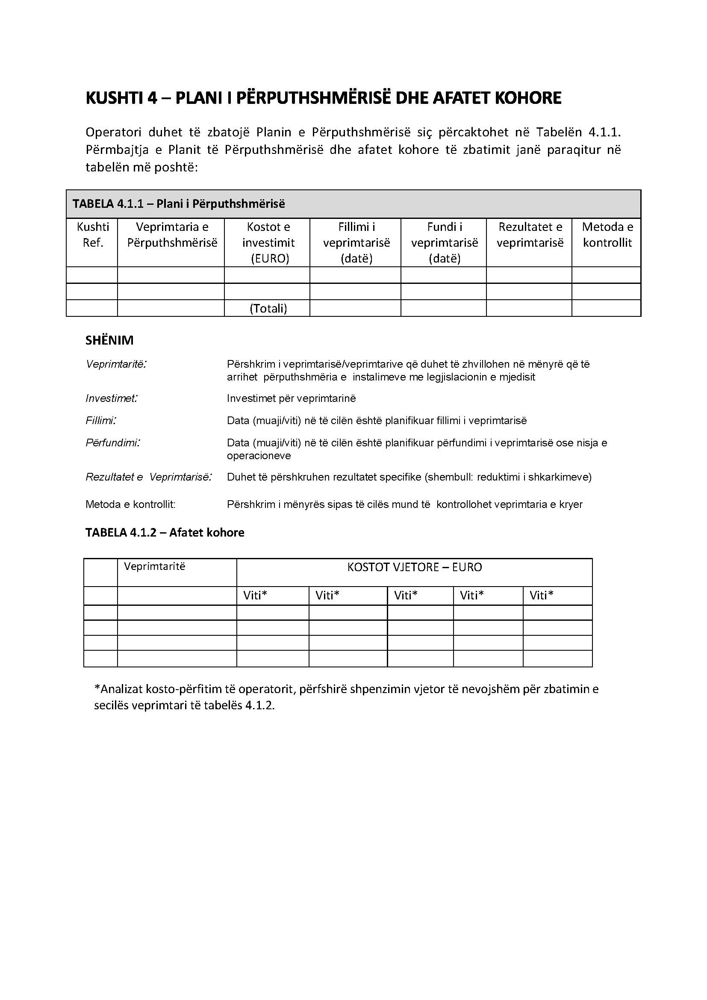 KUSHTI 4 – PLANI I PËRPUTHSHMËRISË DHE AFATET KOHORE
Operatori duhet të zbatojë Planin e Përputhshmërisë siç përcaktohet në Tabelën 4.1.1.
Përmbajtja e Planit të Përputhshmërisë dhe afatet kohore të zbatimit janë paraqitur në
tabelën më poshtë:
TABELA 4.1.1 – Plani i Përputhshmërisë
Kushti Ref.
Veprimtaria e Përputhshmërisë
Kostot e investimit (EURO)
Fillimi i veprimtarisë (datë)
Fundi i veprimtarisë (datë)
Rezultatet e veprimtarisë
Metoda e kontrollit
(Totali)
SHËNIM
Veprimtaritë: Përshkrim i veprimtarisë/veprimtarive që duhet të zhvillohen në mënyrë që të
arrihet përputhshmëria e instalimeve me legjislacionin e mjedisit
Investimet: Investimet për veprimtarinë
Fillimi: Data (muaji/viti) në të cilën është planifikuar fillimi i veprimtarisë
Përfundimi: Data (muaji/viti) në të cilën është planifikuar përfundimi i veprimtarisë ose nisja e
operacioneve
Rezultatet e Veprimtarisë: Duhet të përshkruhen rezultatet specifike (shembull: reduktimi i shkarkimeve)
Metoda e kontrollit: Përshkrim i mënyrës sipas të cilës mund të kontrollohet veprimtaria e kryer
TABELA 4.1.2 – Afatet kohore
Veprimtaritë KOSTOT VJETORE – EURO
Viti* Viti* Viti* Viti* Viti*
*Analizat kosto-përfitim të operatorit, përfshirë shpenzimin vjetor të nevojshëm për zbatimin e
secilës veprimtari të tabelës 4.1.2.